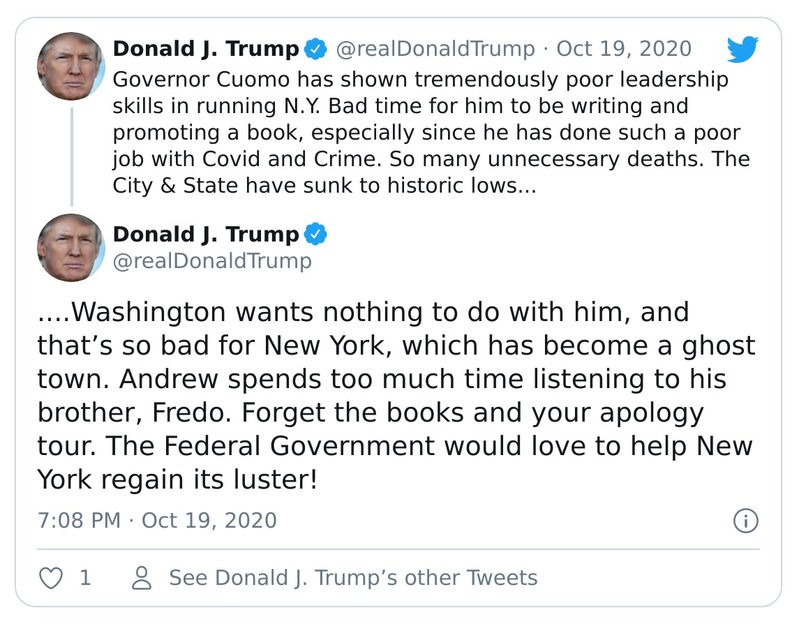 Donald J. Trump @realDonaldTrump · Oct 19, 2020
Governor Cuomo has shown tremendously poor leadership
skills in running N.Y. Bad time for him to be writing and
promoting a book, especially since he has done such a poor
job with Covid and Crime. So many unnecessary deaths. The
City & State have sunk to historic lows...
Donald J. Trump
@realDonaldTrump
....Washington wants nothing to do with him, and
that’s so bad for New York, which has become a ghost
town. Andrew spends too much time listening to his
brother, Fredo. Forget the books and your apology
tour. The Federal Government would love to help New
York regain its luster!
7:08 PM · Oct 19, 2020
1 See Donald J. Trump’s other Tweets